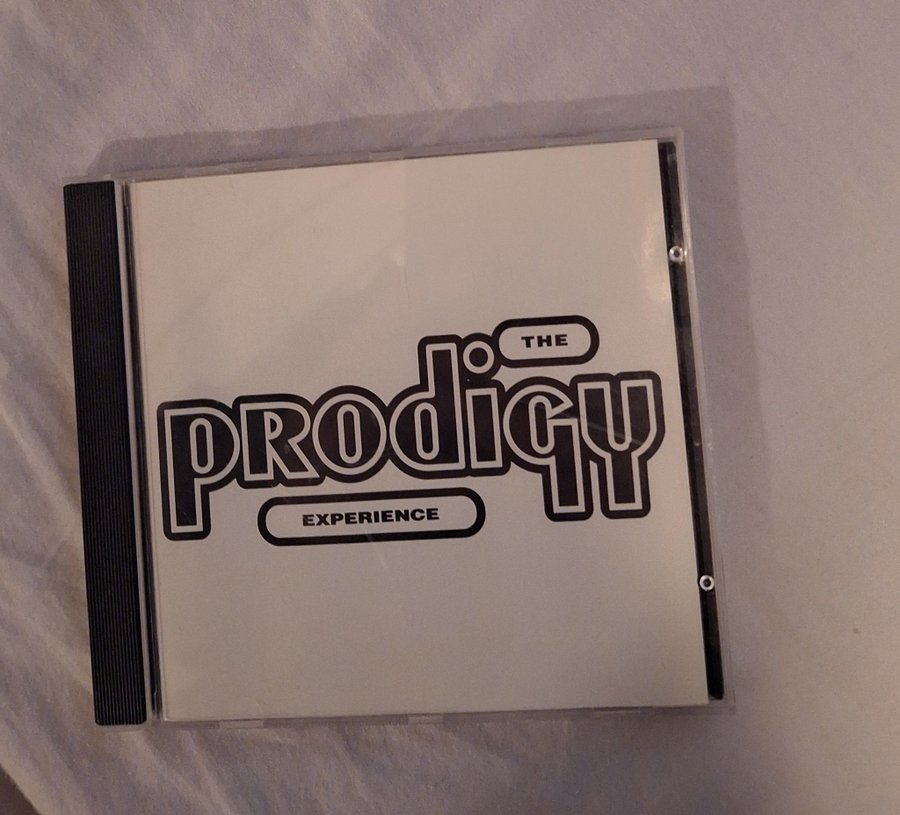 THE
prodigy
EXPERIENCE